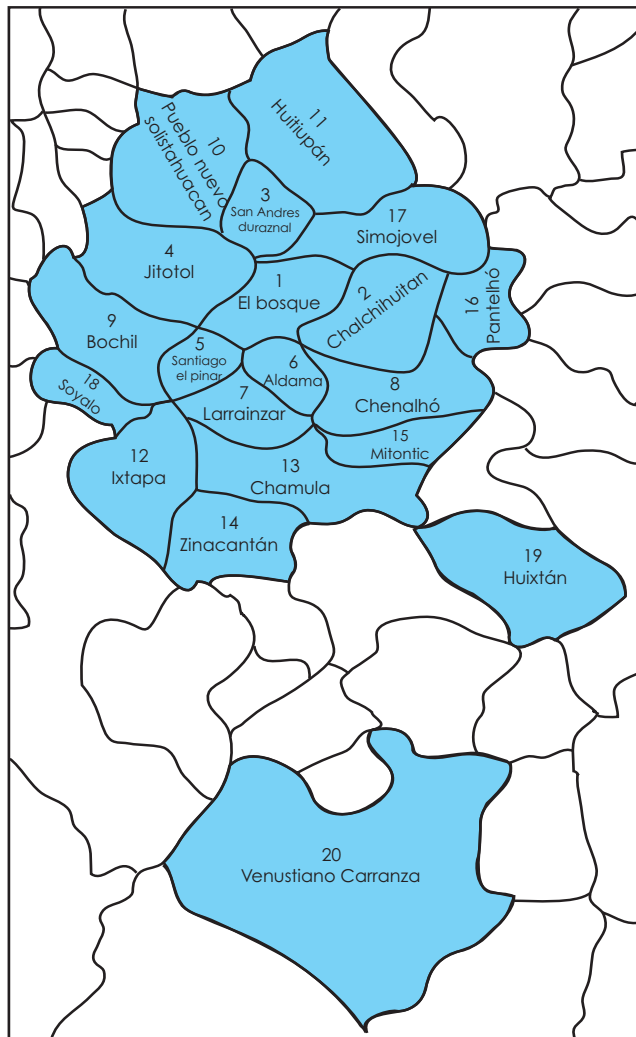 11
Huitiupán
10
Pueblo nuevo
solistahuacan
3
San Andres
duraznal
17
Simojovel
4
Jitotol
1
El bosque
2
Chalchihuitan
16
Pantelhó
9
Bochil
5
Santiago
el pinar
6
Aldama
18
Soyalo
7
Larrainzar
8
Chenalhó
15
Mitontic
12
Ixtapa
13
Chamula
14
Zinacantán
19
Huixtán
20
Venustiano Carranza